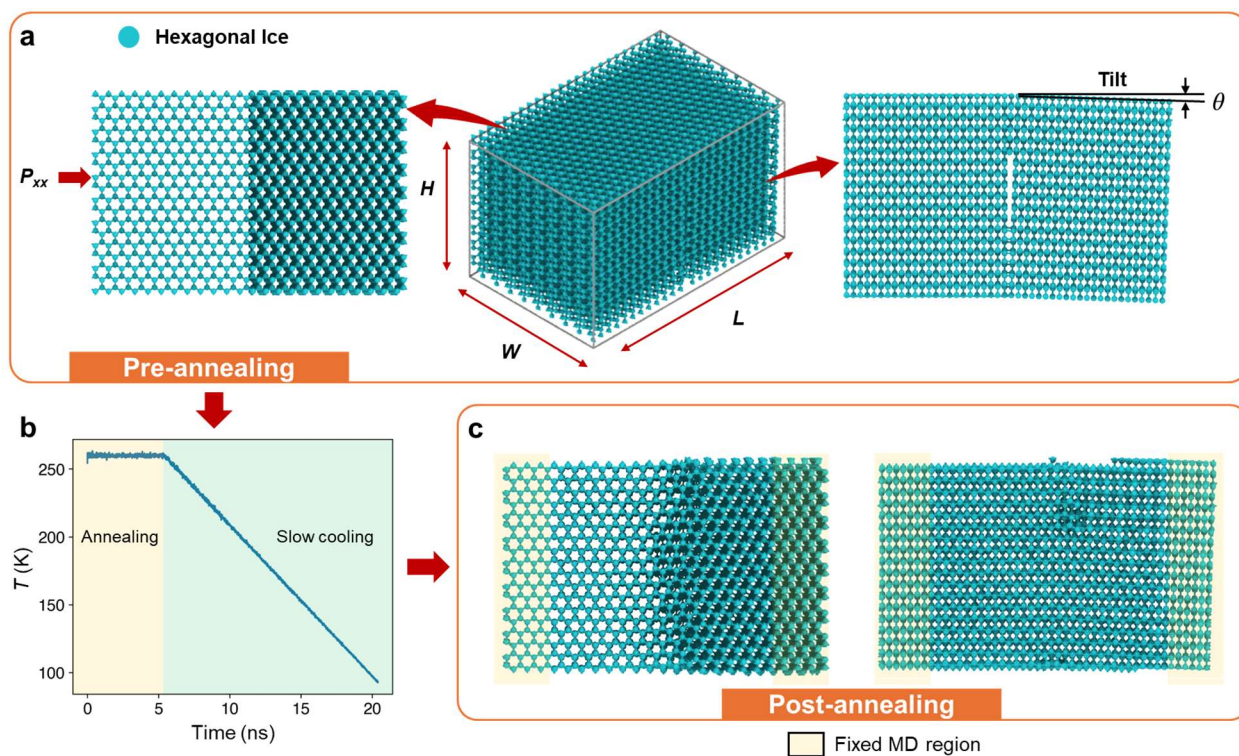 a
Hexagonal Ice
Tilt
θ
Pxx
H
W
L
Pre-annealing
b
T (K)
250
200
150
100
Annealing
Slow cooling
0 5 10 15 20
Time (ns)
c
Post-annealing
Fixed MD region